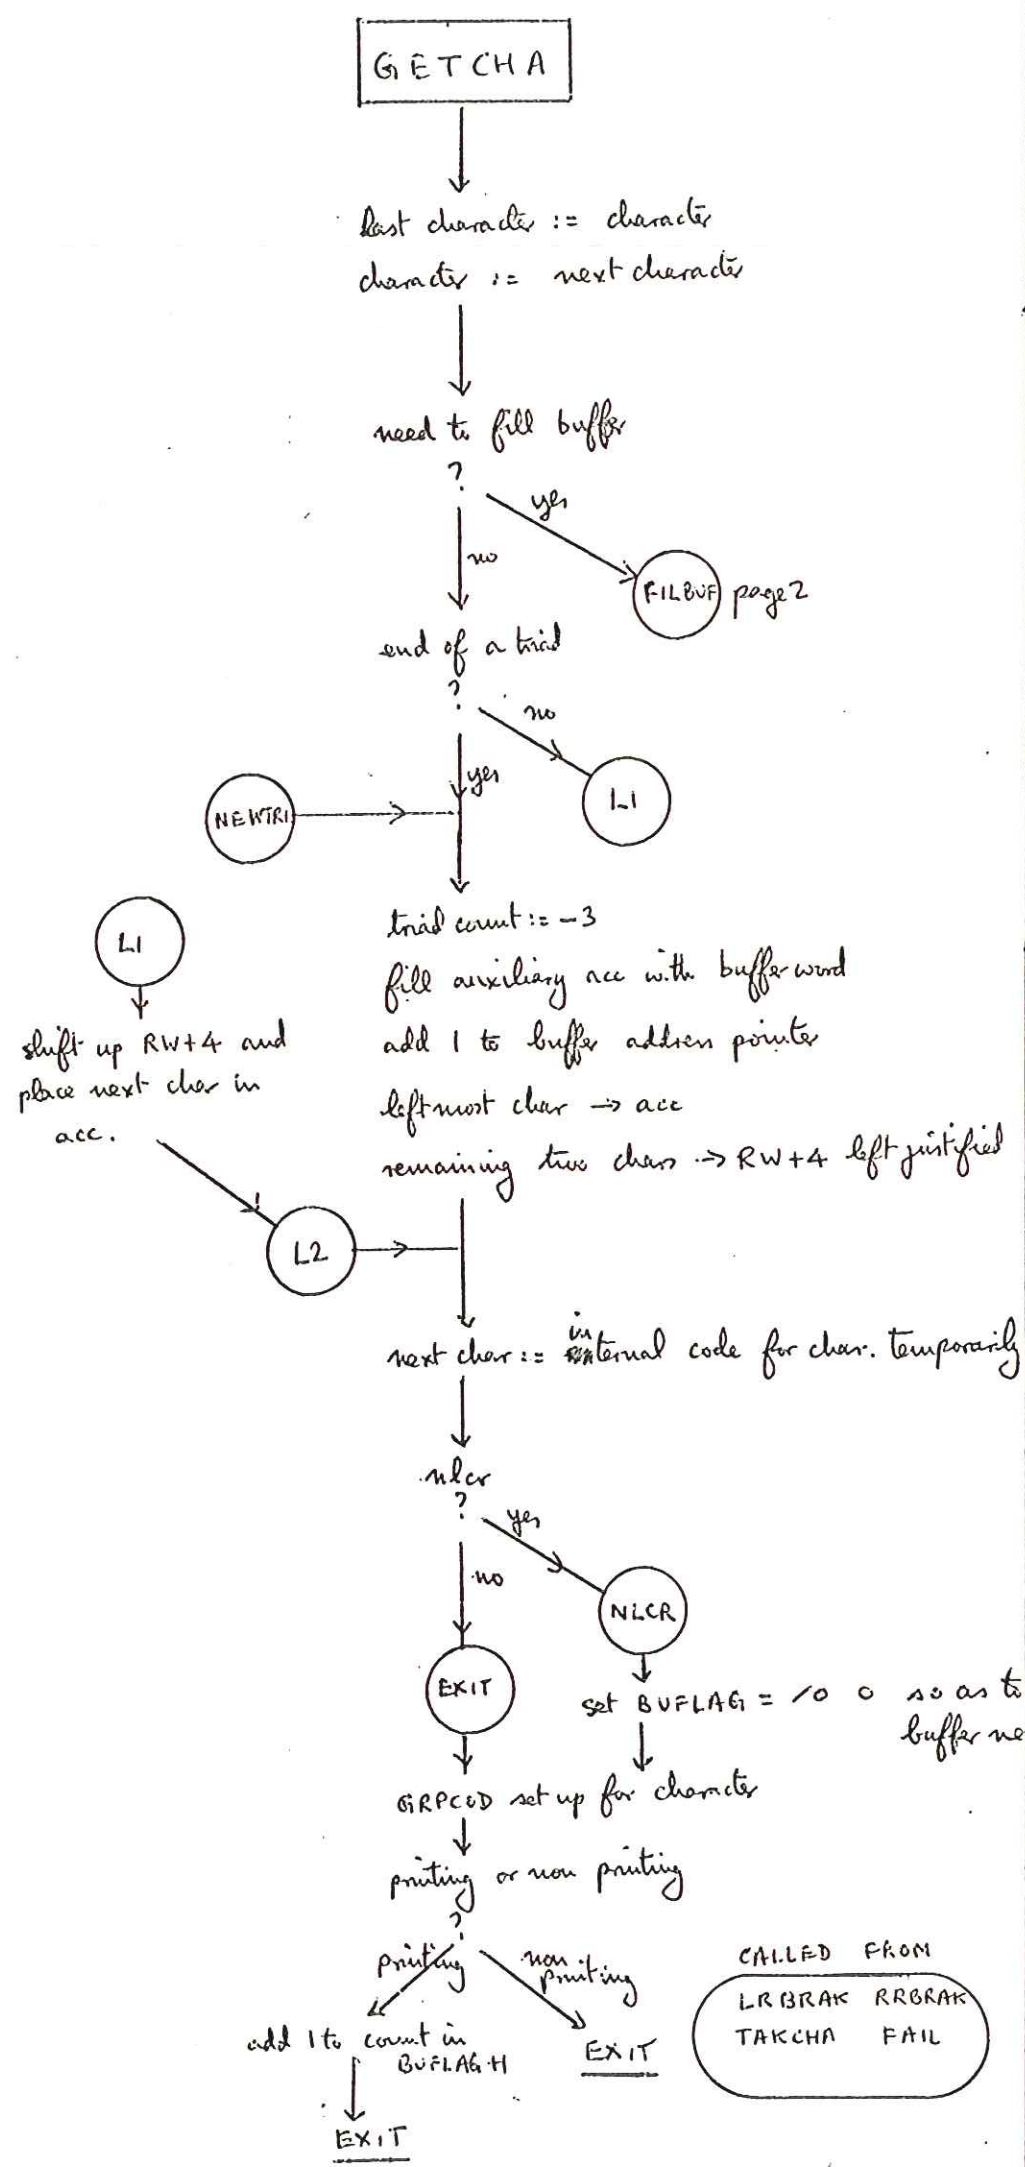 GETCHA
last character := character
character := next character
need to fill buffer
?
yes
no
FILBUF page 2
end of a triad
?
no
yes
L1
NEWTRI
L1
triad count := -3
fill auxiliary acc with buffer word
add 1 to buffer address pointer
leftmost char → acc
remaining two chars → RW+4 left justified
shift up RW+4 and
place next char in
acc.
L2
next char := internal code for char. temporarily
nlcr
?
yes
no
NLCR
EXIT
set BUFLAG = /0 0 so as to
buffer ne
GRPCOD set up for character
printing or non printing
?
printing
non
printing
add 1 to count in
BUFLAG+1
EXIT
EXIT
CALLED FROM
LRBRAK RRBRAK
TAKCHA FAIL